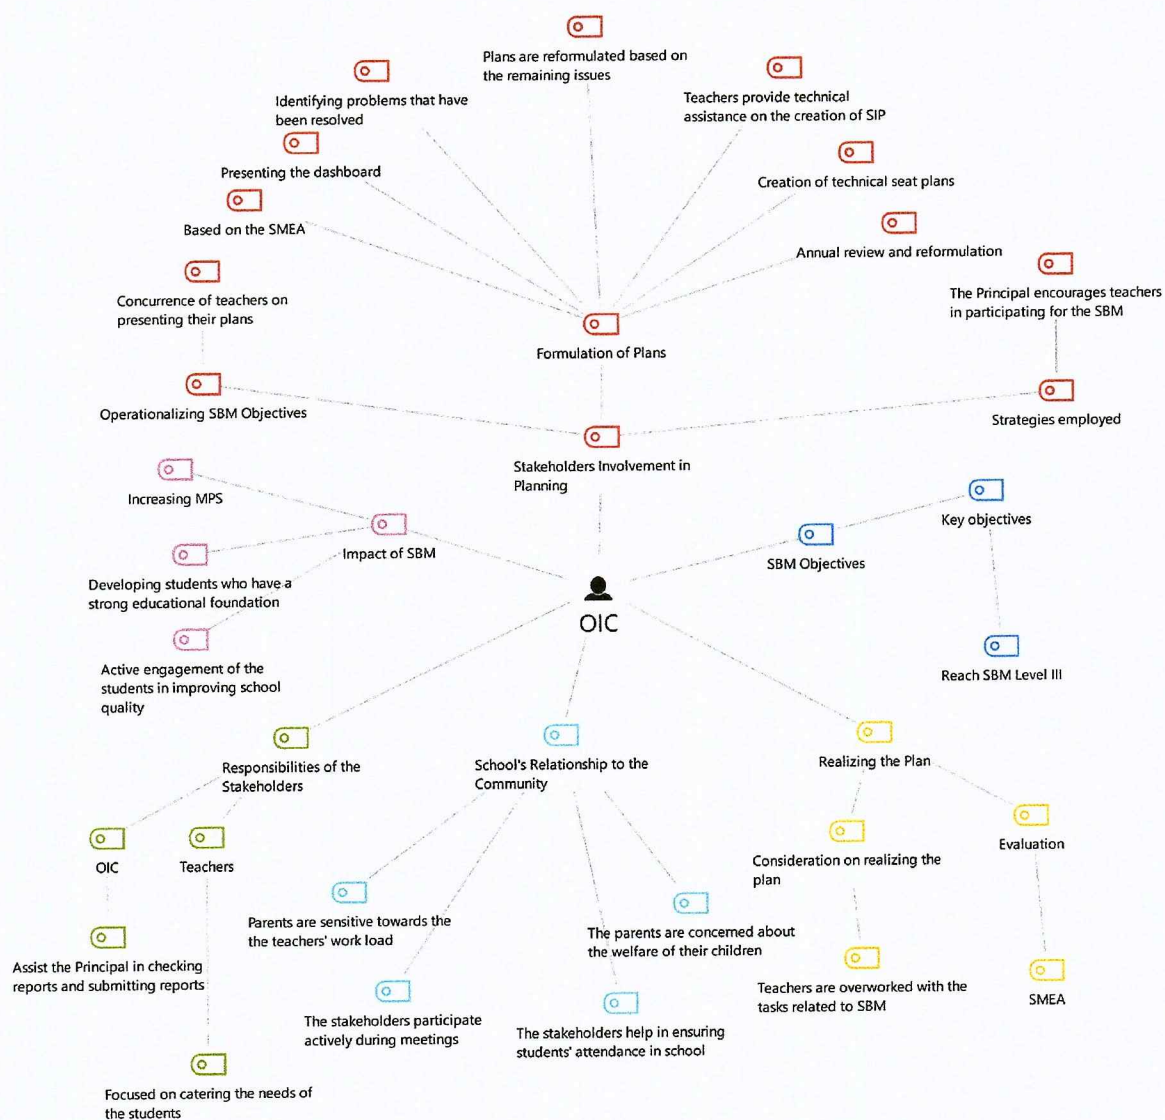 Plans are reformulated based on
the remaining issues
Identifying problems that have
been resolved
Teachers provide technical
assistance on the creation of SIP
Presenting the dashboard
Creation of technical seat plans
Based on the SMEA
Annual review and reformulation
Concurrence of teachers on
presenting their plans
The Principal encourages teachers
in participating for the SBM
Formulation of Plans
Operationalizing SBM Objectives
Strategies employed
Stakeholders Involvement in
Planning
Increasing MPS
Key objectives
Impact of SBM
SBM Objectives
Developing students who have a
strong educational foundation
OIC
Active engagement of the
students in improving school
quality
Reach SBM Level III
Responsibilities of the
Stakeholders
School's Relationship to the
Community
Realizing the Plan
OIC
Teachers
Consideration on realizing the
plan
Evaluation
Parents are sensitive towards the
the teachers' work load
The parents are concerned about
the welfare of their children
Assist the Principal in checking
reports and submitting reports
Teachers are overworked with the
tasks related to SBM
SMEA
The stakeholders participate
actively during meetings
The stakeholders help in ensuring
students' attendance in school
Focused on catering the needs of
the students